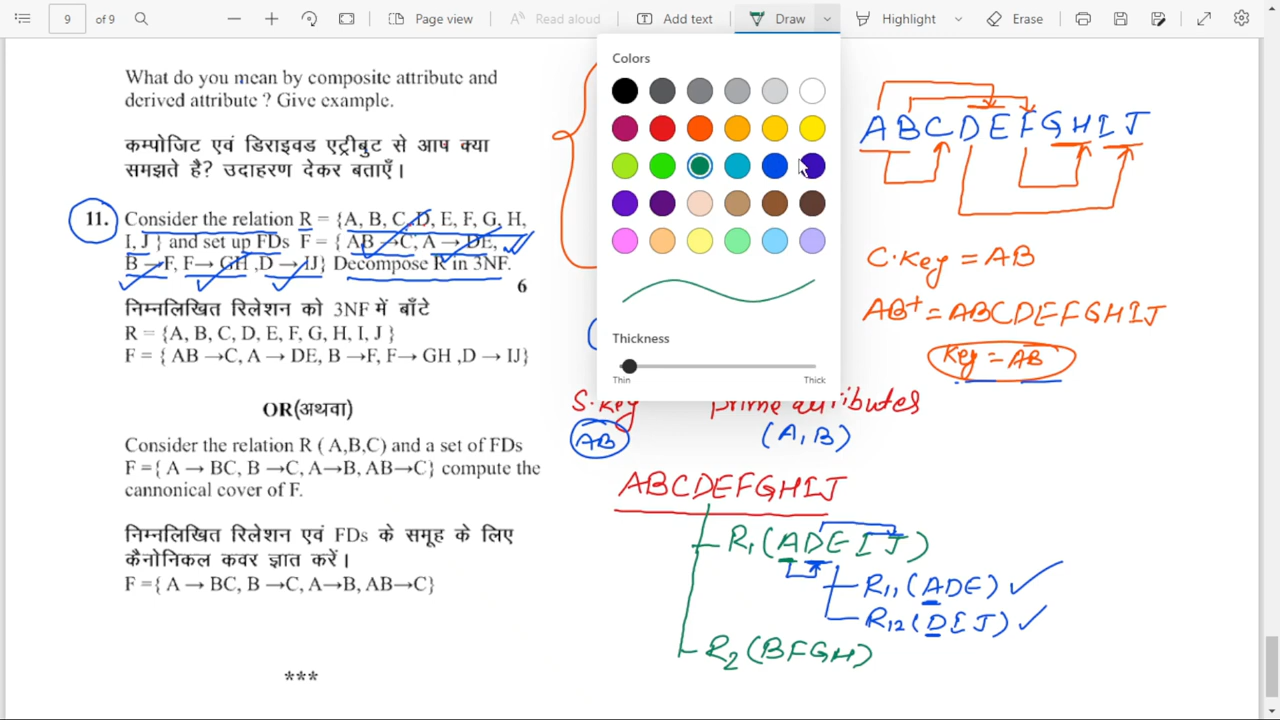 9 of 9 Page view Read aloud Add text Draw Highlight Erase
What do you mean by composite attribute and
derived attribute ? Give example.
कम्पोजिट एवं डिराइवड एट्रीबुट से आप क्या
समझते है? उदाहरण देकर बताएँ।
11. Consider the relation R = {A, B, C, D, E, F, G, H,
I, J } and set up FDs F = { AB →C, A → DE,
B →F, F→ GH ,D → IJ} Decompose R in 3NF.
6
निम्नलिखित रिलेशन को 3NF में बाँटे
R = {A, B, C, D, E, F, G, H, I, J }
F = { AB →C, A → DE, B →F, F→ GH ,D → IJ}
OR(अथवा)
Consider the relation R ( A,B,C) and a set of FDs
F ={ A → BC, B →C, A→B, AB→C} compute the
cannonical cover of F.
निम्नलिखित रिलेशन एवं FDs के समूह के लिए
कैनोनिकल कवर ज्ञात करें।
F ={ A → BC, B →C, A→B, AB→C}
***
Colors
Thickness
Thin Thick
A B C D E F G H I J
C.Key = AB
AB+ = ABCDEFGHIJ
Key = AB
S.Key prime attributes
AB (A,B)
ABCDEFGHIJ
R1(ADEIJ)
R11(ADE)
R12(DIJ)
R2(BFGH)